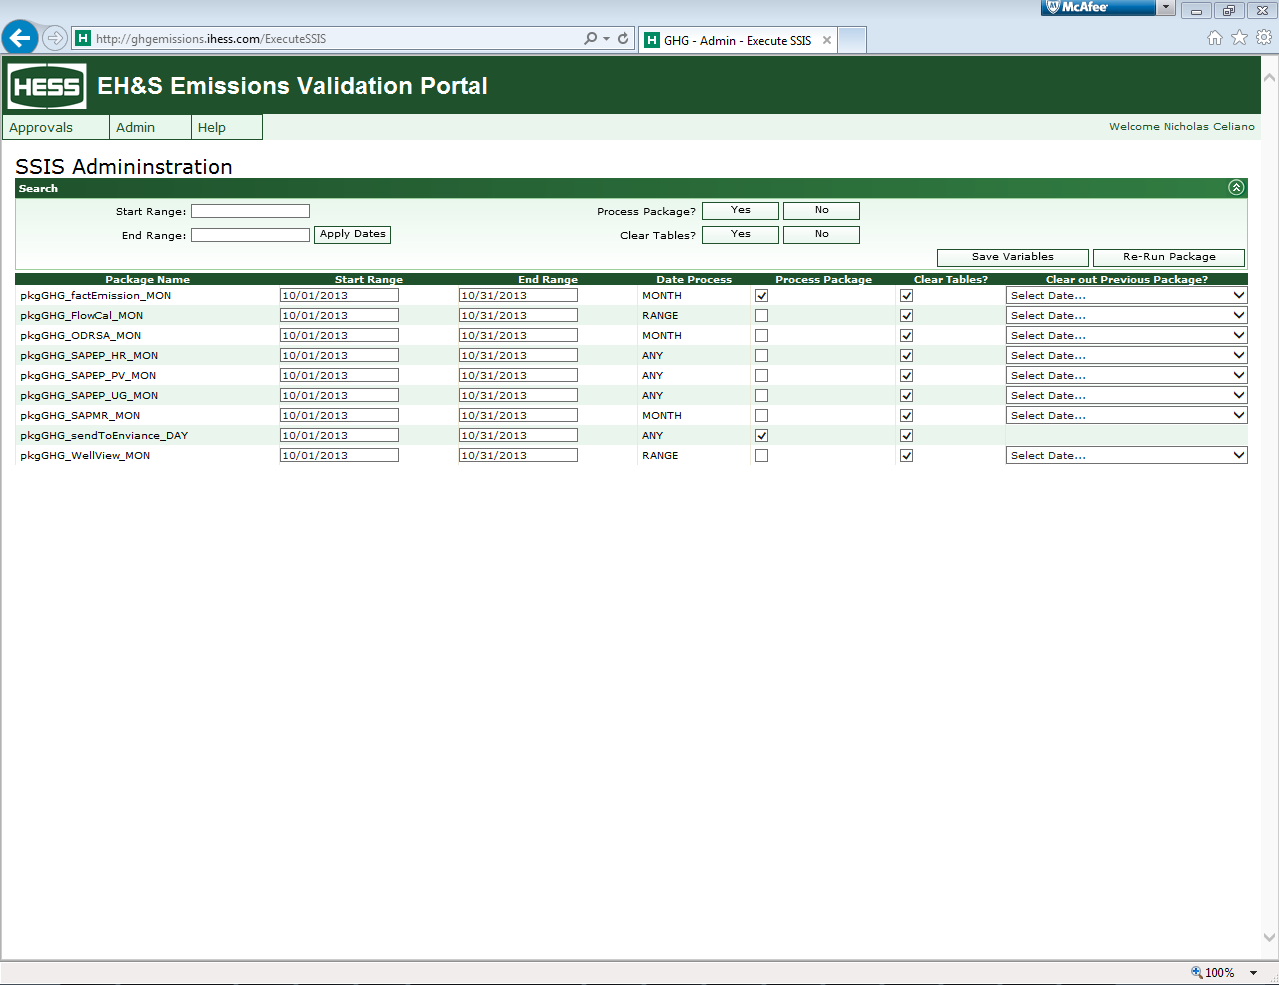 McAfee
http://ghgemissions.ihess.com/ExecuteSSIS
GHG - Admin - Execute SSIS
HESS EH&S Emissions Validation Portal
Approvals Admin Help Welcome Nicholas Celiano
SSIS Admininstration
Search
Start Range: Process Package? Yes No
End Range: Apply Dates Clear Tables? Yes No
Save Variables Re-Run Package
Package Name Start Range End Range Date Process Process Package Clear Tables? Clear out Previous Package?
pkgGHG_factEmission_MON 10/01/2013 10/31/2013 MONTH Select Date...
pkgGHG_FlowCal_MON 10/01/2013 10/31/2013 RANGE Select Date...
pkgGHG_ODRSA_MON 10/01/2013 10/31/2013 MONTH Select Date...
pkgGHG_SAPEP_HR_MON 10/01/2013 10/31/2013 ANY Select Date...
pkgGHG_SAPEP_PV_MON 10/01/2013 10/31/2013 ANY Select Date...
pkgGHG_SAPEP_UG_MON 10/01/2013 10/31/2013 ANY Select Date...
pkgGHG_SAPMR_MON 10/01/2013 10/31/2013 MONTH Select Date...
pkgGHG_sendToEnviance_DAY 10/01/2013 10/31/2013 ANY
pkgGHG_WellView_MON 10/01/2013 10/31/2013 RANGE Select Date...
100%